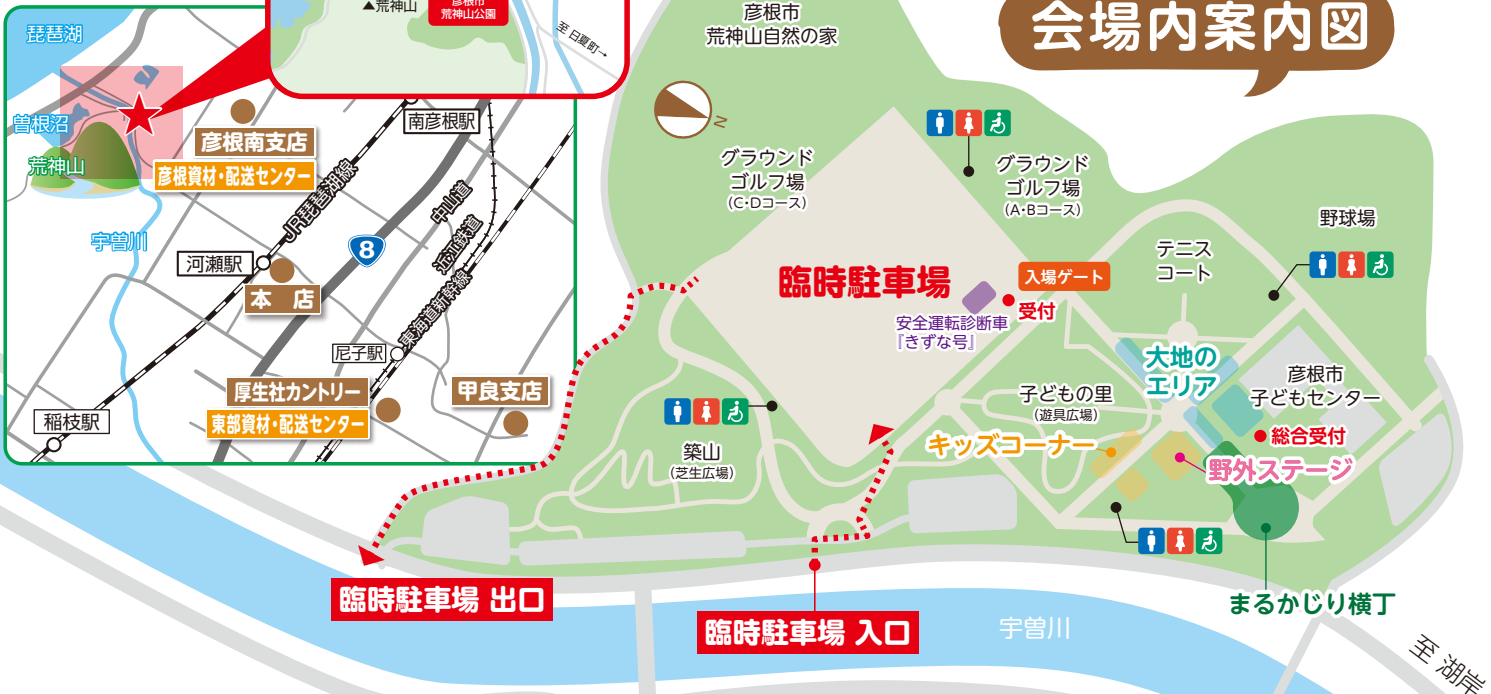 会場内案内図
琵琶湖
曽根沼
荒神山
宇曽川
▲荒神山
彦根市
荒神山公園
至 日夏町→
彦根南支店
彦根資材・配送センター
南彦根駅
JR琵琶湖線
中山道
近江鉄道
東海道新幹線
8
河瀬駅
本 店
尼子駅
厚生社カントリー
東部資材・配送センター
甲良支店
稲枝駅
彦根市
荒神山自然の家
N
グラウンド
ゴルフ場
(C・Dコース)
グラウンド
ゴルフ場
(A・Bコース)
野球場
テニス
コート
臨時駐車場
入場ゲート
受付
安全運転診断車
『きずな号』
大地の
エリア
彦根市
子どもセンター
子どもの里
(遊具広場)
総合受付
キッズコーナー
野外ステージ
築山
(芝生広場)
臨時駐車場 出口
臨時駐車場 入口
まるかじり横丁
宇曽川
至 湖岸